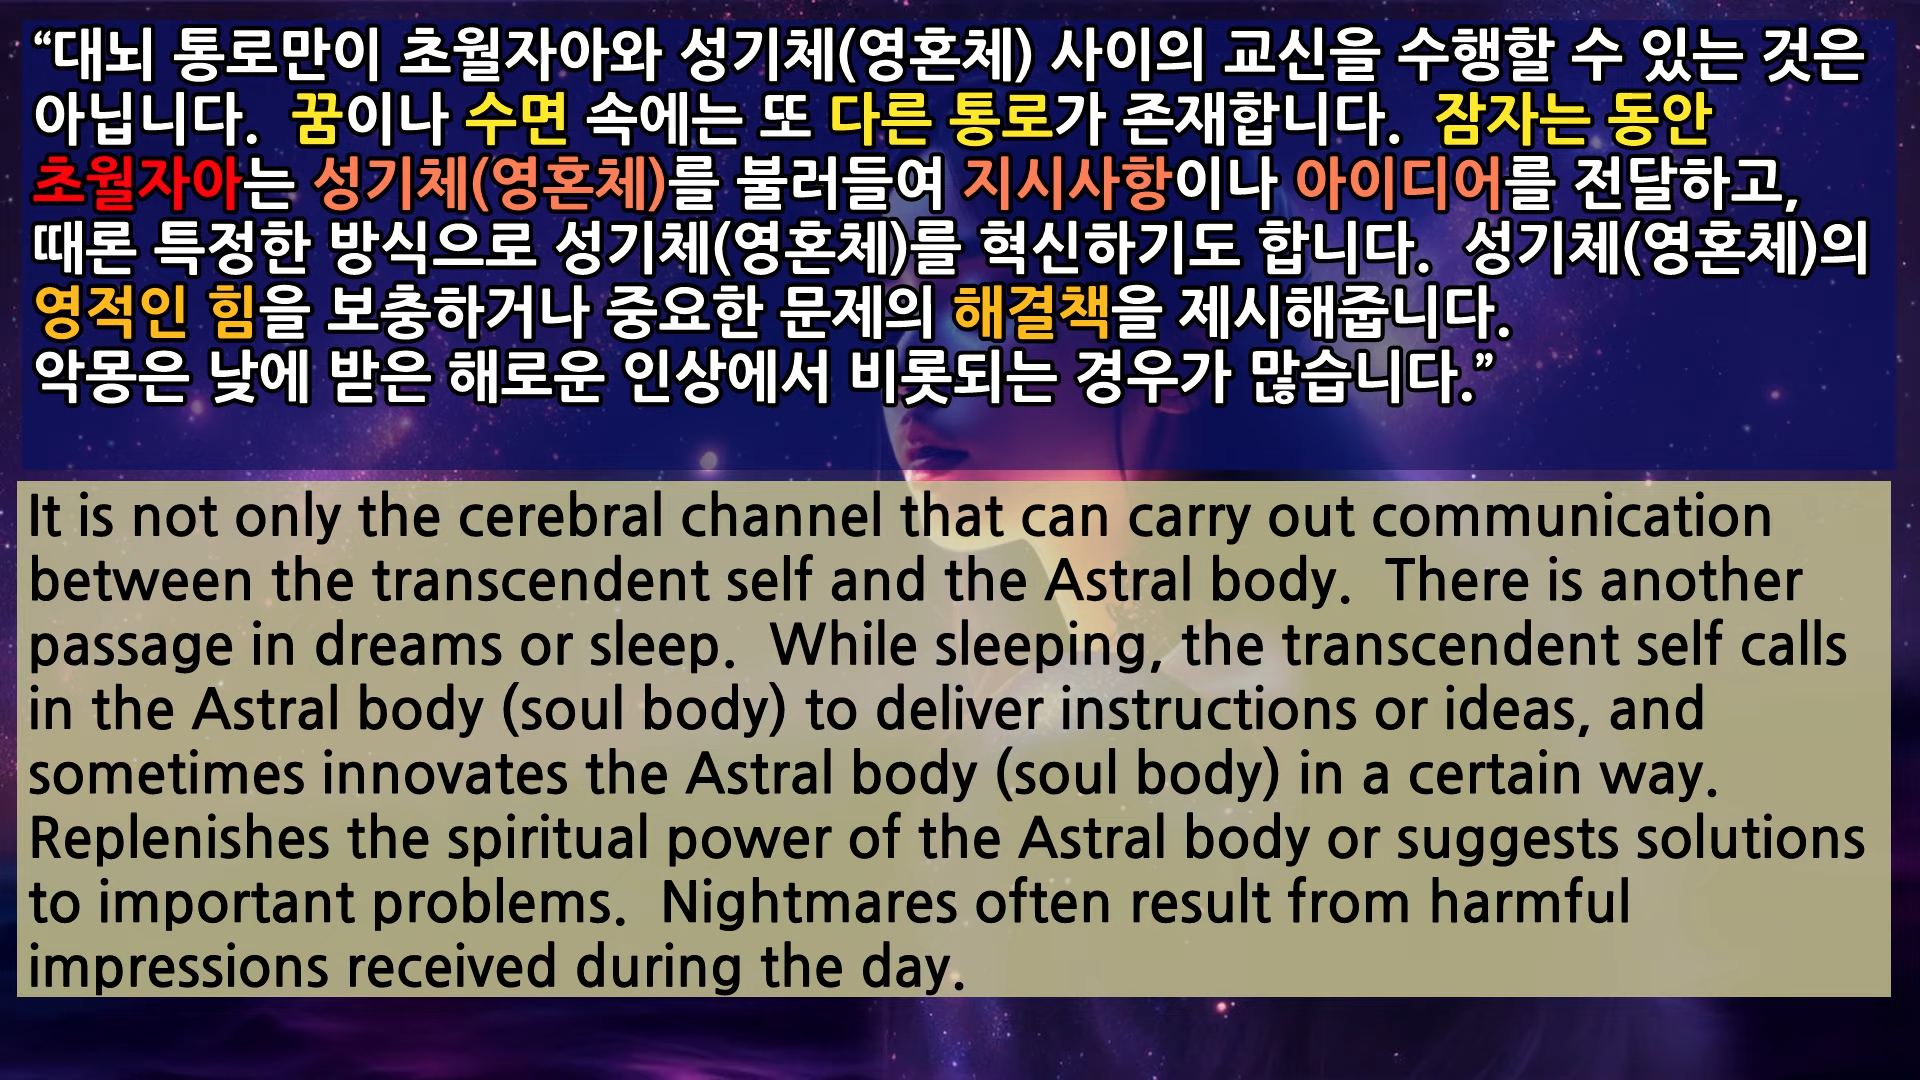 “대뇌 통로만이 초월자아와 성기체(영혼체) 사이의 교신을 수행할 수 있는 것은
아닙니다. 꿈이나 수면 속에는 또 다른 통로가 존재합니다. 잠자는 동안
초월자아는 성기체(영혼체)를 불러들여 지시사항이나 아이디어를 전달하고,
때론 특정한 방식으로 성기체(영혼체)를 혁신하기도 합니다. 성기체(영혼체)의
영적인 힘을 보충하거나 중요한 문제의 해결책을 제시해줍니다.
악몽은 낮에 받은 해로운 인상에서 비롯되는 경우가 많습니다.”
It is not only the cerebral channel that can carry out communication
between the transcendent self and the Astral body. There is another
passage in dreams or sleep. While sleeping, the transcendent self calls
in the Astral body (soul body) to deliver instructions or ideas, and
sometimes innovates the Astral body (soul body) in a certain way.
Replenishes the spiritual power of the Astral body or suggests solutions
to important problems. Nightmares often result from harmful
impressions received during the day.